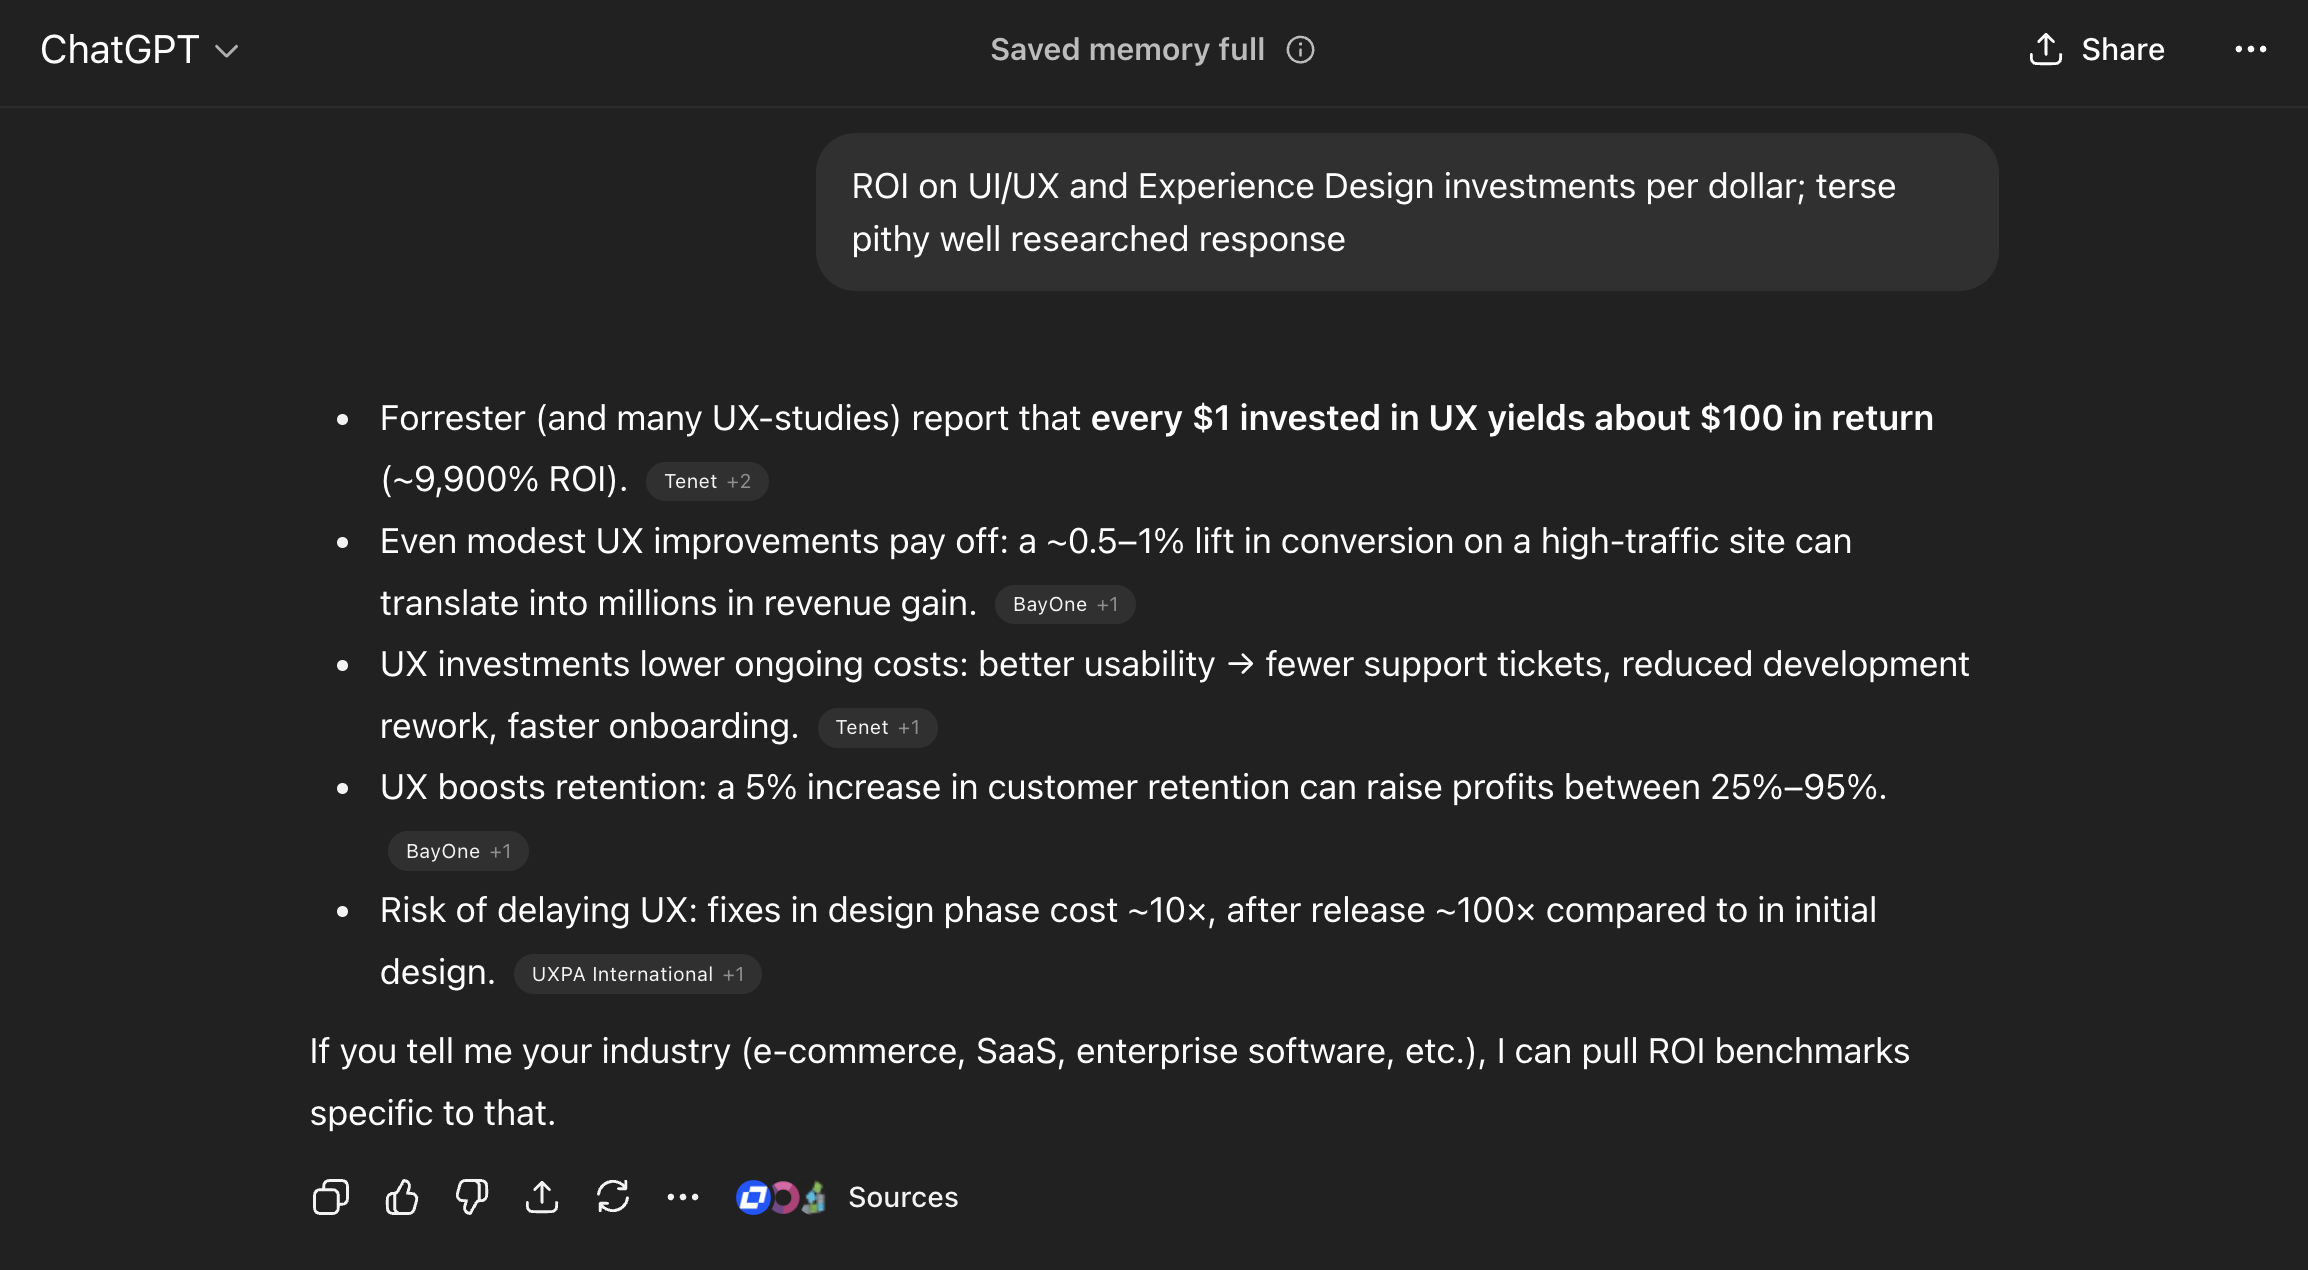 ChatGPT
Saved memory full
Share
ROI on UI/UX and Experience Design investments per dollar; terse
pithy well researched response
• Forrester (and many UX-studies) report that every $1 invested in UX yields about $100 in return
(~9,900% ROI). Tenet +2
• Even modest UX improvements pay off: a ~0.5–1% lift in conversion on a high-traffic site can
translate into millions in revenue gain. BayOne +1
• UX investments lower ongoing costs: better usability → fewer support tickets, reduced development
rework, faster onboarding. Tenet +1
• UX boosts retention: a 5% increase in customer retention can raise profits between 25%–95%.
BayOne +1
• Risk of delaying UX: fixes in design phase cost ~10×, after release ~100× compared to in initial
design. UXPA International +1
If you tell me your industry (e-commerce, SaaS, enterprise software, etc.), I can pull ROI benchmarks
specific to that.
Sources